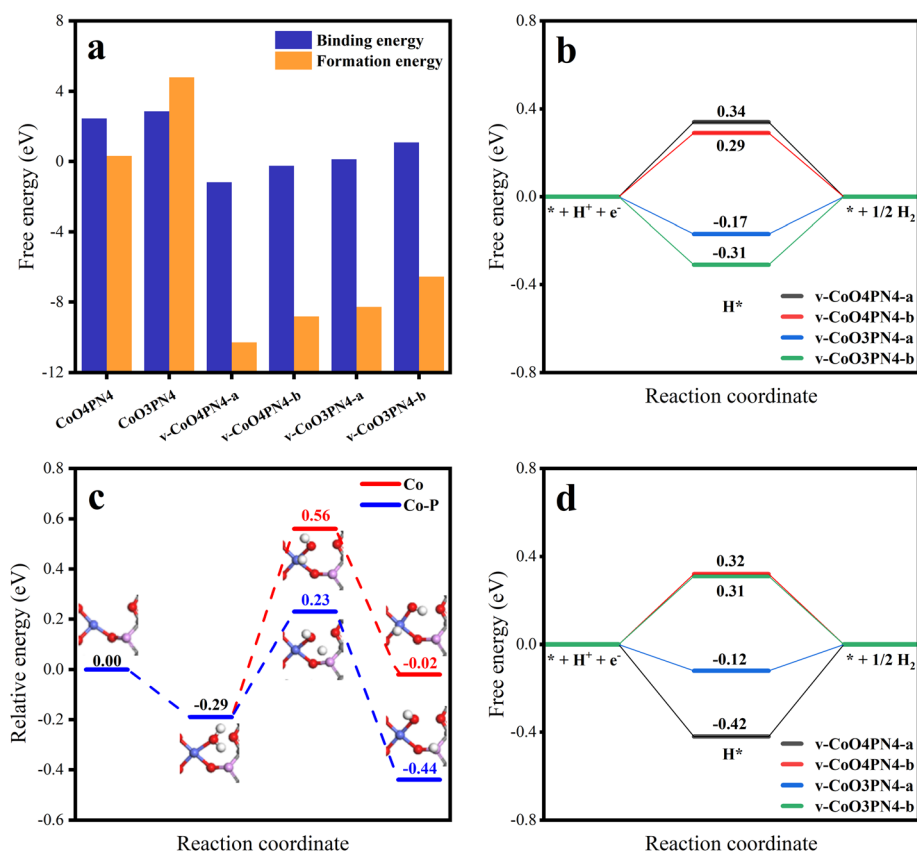 a
Binding energy
Formation energy
Free energy (eV)
8
4
0
-4
-8
-12
CoO4PN4
CoO3PN4
v-CoO4PN4-a
v-CoO4PN4-b
v-CoO3PN4-a
v-CoO3PN4-b
b
Free energy (eV)
0.4
0.0
-0.4
-0.8
0.34
0.29
* + H+ + e-
* + 1/2 H2
-0.17
-0.31
H*
v-CoO4PN4-a
v-CoO4PN4-b
v-CoO3PN4-a
v-CoO3PN4-b
Reaction coordinate
c
Co
Co-P
Relative energy (eV)
0.8
0.6
0.4
0.2
0.0
-0.2
-0.4
-0.6
0.56
0.23
0.00
-0.02
-0.29
-0.44
Reaction coordinate
d
Free energy (eV)
0.8
0.4
0.0
-0.4
-0.8
0.32
0.31
* + H+ + e-
* + 1/2 H2
-0.12
-0.42
H*
v-CoO4PN4-a
v-CoO4PN4-b
v-CoO3PN4-a
v-CoO3PN4-b
Reaction coordinate